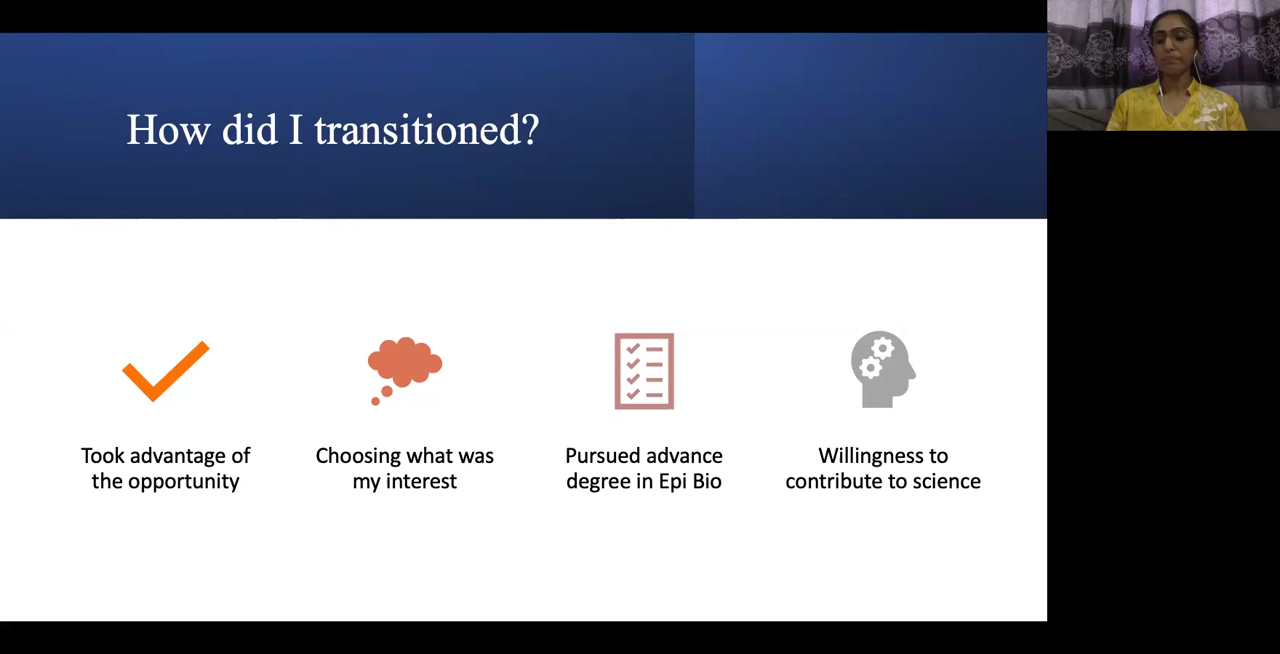 How did I transitioned?
Took advantage of
the opportunity
Choosing what was
my interest
Pursued advance
degree in Epi Bio
Willingness to
contribute to science